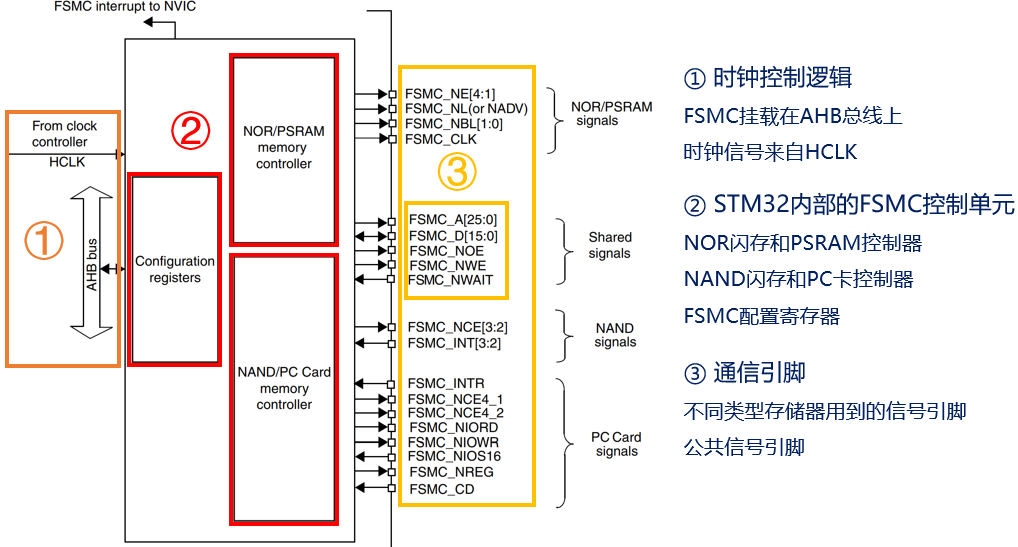 FSMC interrupt to NVIC
From clock
controller
HCLK
①
AHB bus
②
Configuration
registers
NOR/PSRAM
memory
controller
NAND/PC Card
memory
controller
③
FSMC_NE[4:1]
FSMC_NL(or NADV)
FSMC_NBL[1:0]
FSMC_CLK
NOR/PSRAM
signals
FSMC_A[25:0]
FSMC_D[15:0]
FSMC_NOE
FSMC_NWE
FSMC_NWAIT
Shared
signals
FSMC_NCE[3:2]
FSMC_INT[3:2]
NAND
signals
FSMC_INTR
FSMC_NCE4_1
FSMC_NCE4_2
FSMC_NIORD
FSMC_NIOWR
FSMC_NIOS16
FSMC_NREG
FSMC_CD
PC Card
signals
① 时钟控制逻辑
FSMC挂载在AHB总线上
时钟信号来自HCLK
② STM32内部的FSMC控制单元
NOR闪存和PSRAM控制器
NAND闪存和PC卡控制器
FSMC配置寄存器
③ 通信引脚
不同类型存储器用到的信号引脚
公共信号引脚